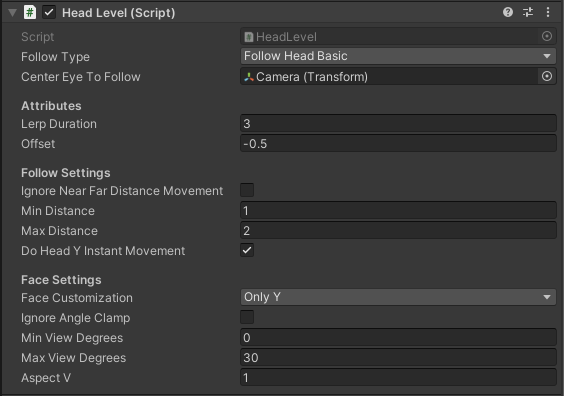 Head Level (Script)
Script HeadLevel
Follow Type Follow Head Basic
Center Eye To Follow Camera (Transform)
Attributes
Lerp Duration 3
Offset -0.5
Follow Settings
Ignore Near Far Distance Movement
Min Distance 1
Max Distance 2
Do Head Y Instant Movement
Face Settings
Face Customization Only Y
Ignore Angle Clamp
Min View Degrees 0
Max View Degrees 30
Aspect V 1